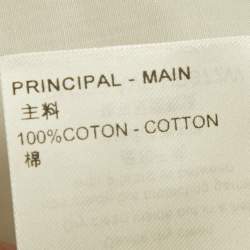 PRINCIPAL - MAIN
主料
100%COTON - COTTON
棉